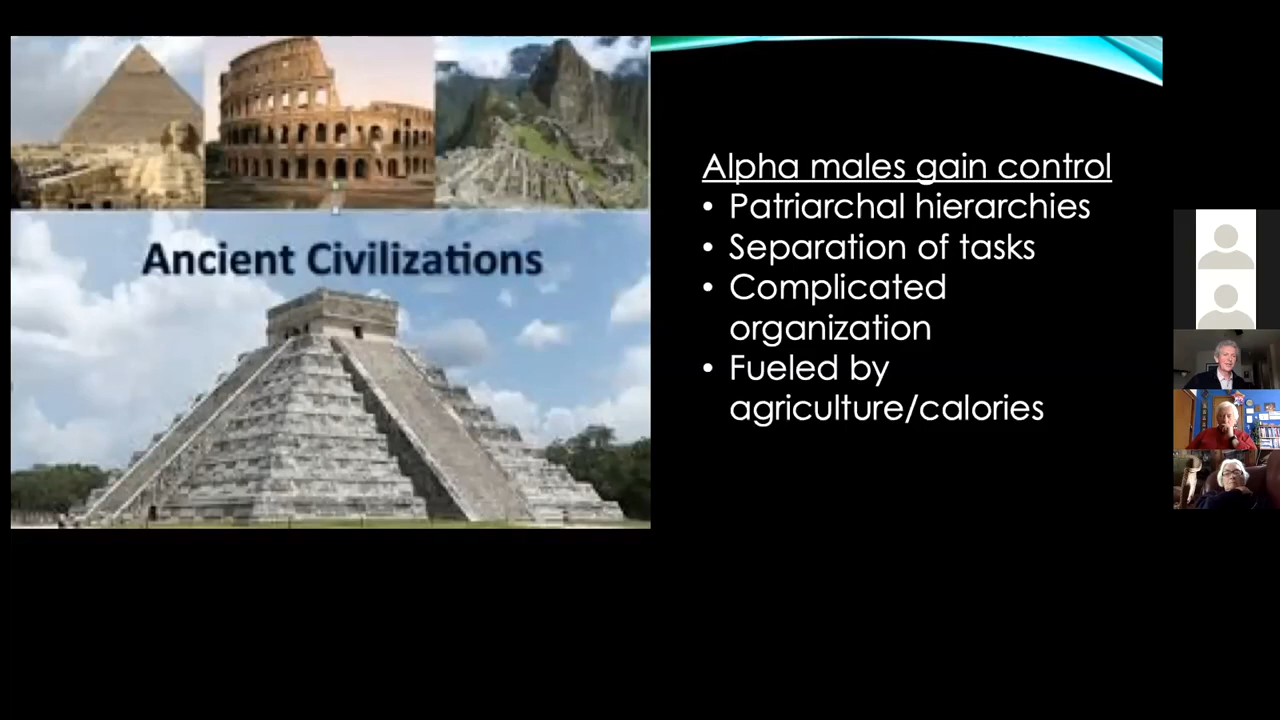 Ancient Civilizations
Alpha males gain control
• Patriarchal hierarchies
• Separation of tasks
• Complicated
organization
• Fueled by
agriculture/calories